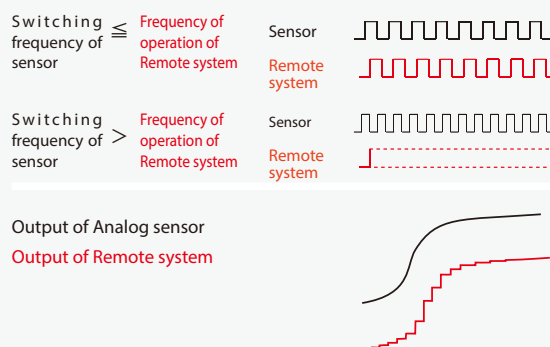 Switching
frequency of
sensor
≦
Frequency of
operation of
Remote system
Sensor
Remote
system
Switching
frequency of
sensor
>
Frequency of
operation of
Remote system
Sensor
Remote
system
Output of Analog sensor
Output of Remote system